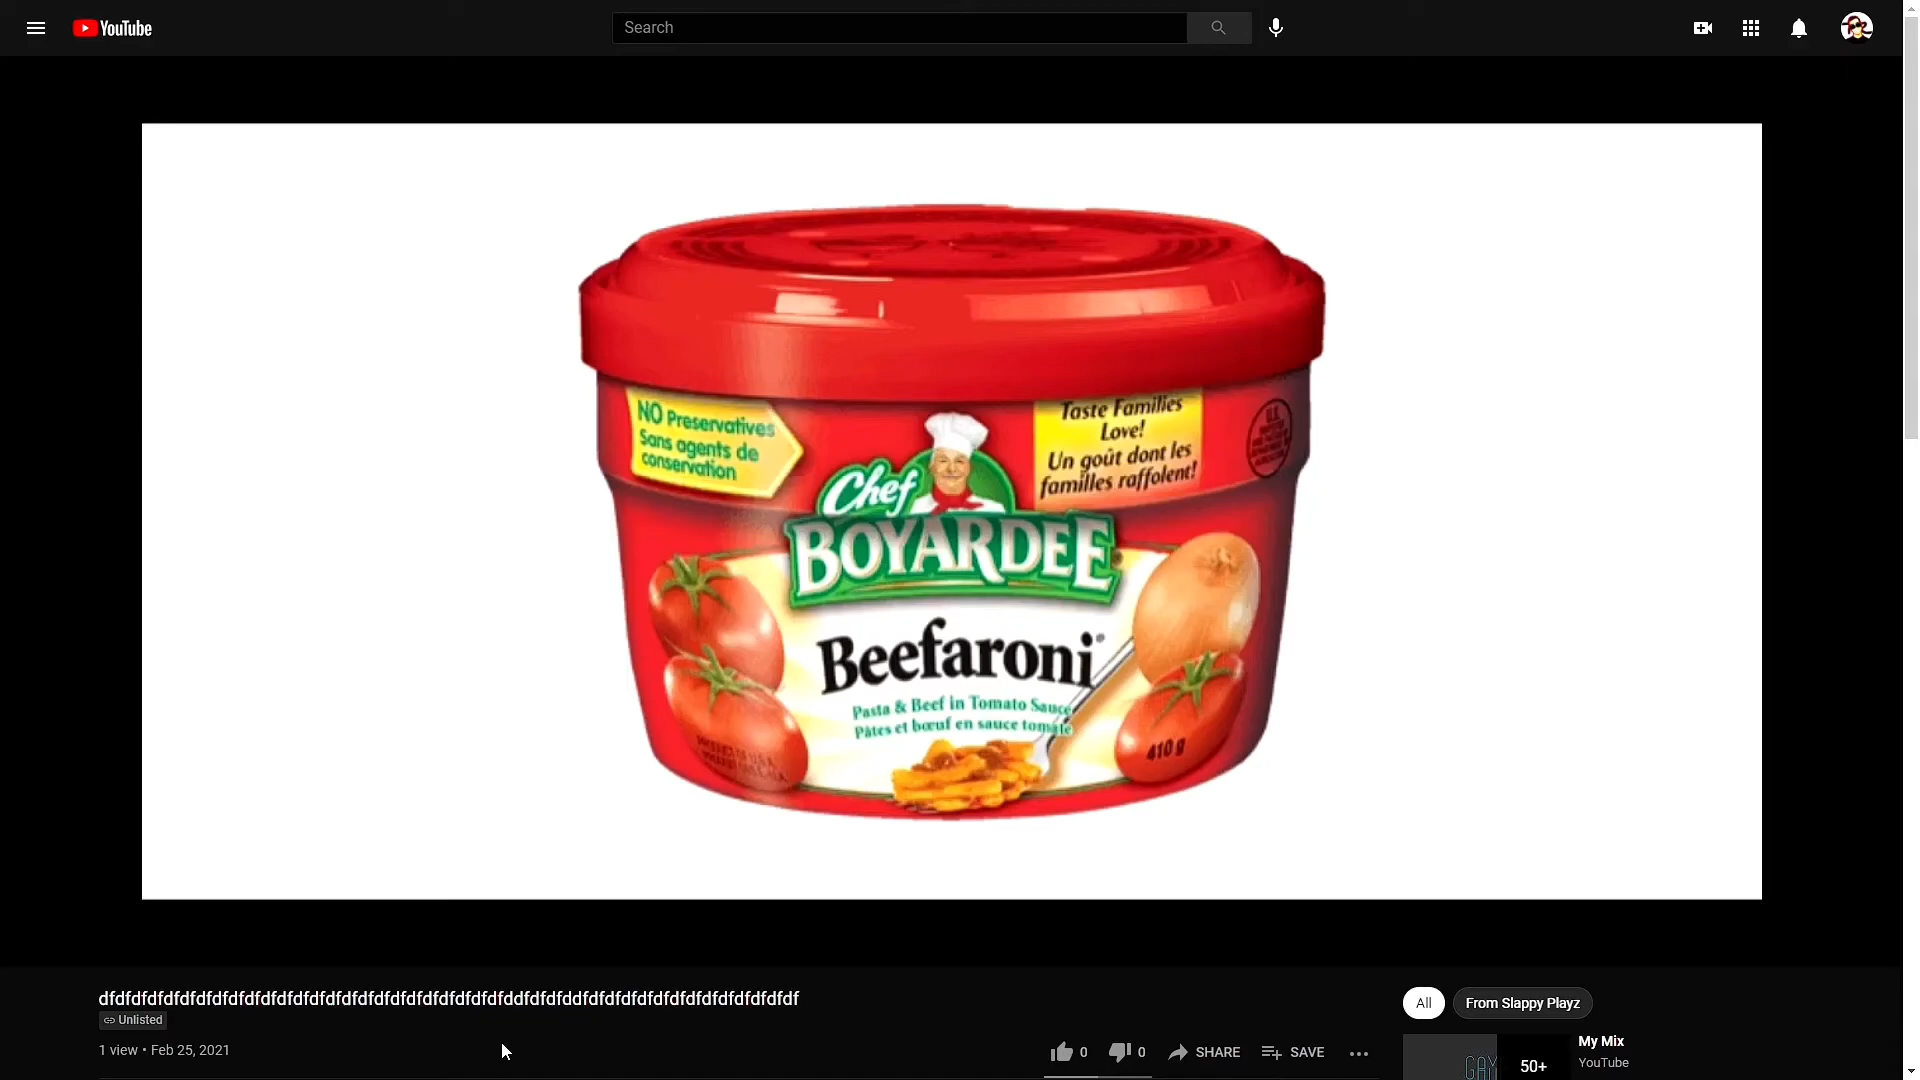 YouTube
Search
NO Preservatives
Sans agents de
conservation
Taste Families
Love!
Un goût dont les
familles raffolent!
Chef
BOYARDEE
Beefaroni
Pasta & Beef in Tomato Sauce
Pâtes et bœuf en sauce tomate
410 g
dfdfdfdfdfdfdfdfdfdfdfdfdfdfdfdfdfdfdfdfdfdfdfdfdfddfdfdfddfdfdfdfdfdfdfdfdfdfdfdfdfdf
Unlisted
1 view • Feb 25, 2021
0
0
SHARE
SAVE
All
From Slappy Playz
My Mix
YouTube
50+